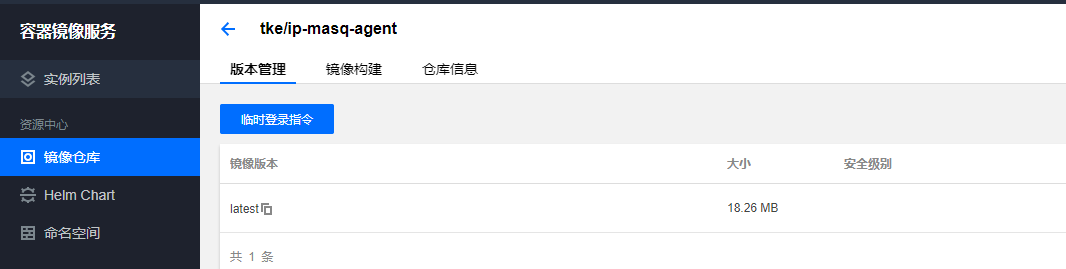 容器镜像服务
实例列表
资源中心
镜像仓库
Helm Chart
命名空间
tke/ip-masq-agent
版本管理 镜像构建 仓库信息
临时登录指令
镜像版本 大小 安全级别
latest 18.26 MB
共 1 条